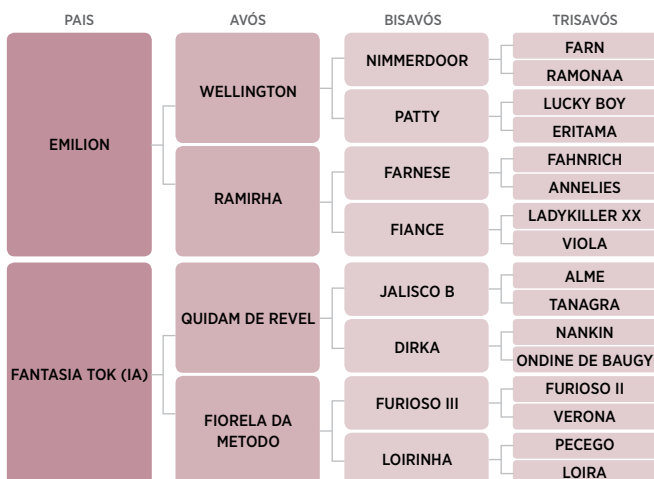 PAIS
AVÓS
BISAVÓS
TRISAVÓS
EMILION
WELLINGTON
NIMMERDOOR
FARN
RAMONAA
PATTY
LUCKY BOY
ERITAMA
RAMIRHA
FARNESE
FAHNRICH
ANNELIES
FIANCE
LADYKILLER XX
VIOLA
FANTASIA TOK (IA)
QUIDAM DE REVEL
JALISCO B
ALME
TANAGRA
DIRKA
NANKIN
ONDINE DE BAUGY
FIORELA DA
METODO
FURIOSO III
FURIOSO II
VERONA
LOIRINHA
PECEGO
LOIRA